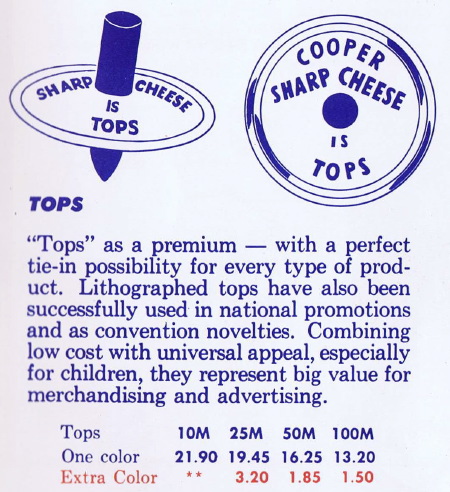 SHARP CHEESE
IS
TOPS
COOPER
SHARP CHEESE
IS
TOPS
TOPS
“Tops” as a premium — with a perfect
tie-in possibility for every type of prod-
uct. Lithographed tops have also been
successfully used in national promotions
and as convention novelties. Combining
low cost with universal appeal, especially
for children, they represent big value for
merchandising and advertising.
Tops 10M 25M 50M 100M
One color 21.90 19.45 16.25 13.20
Extra Color ** 3.20 1.85 1.50